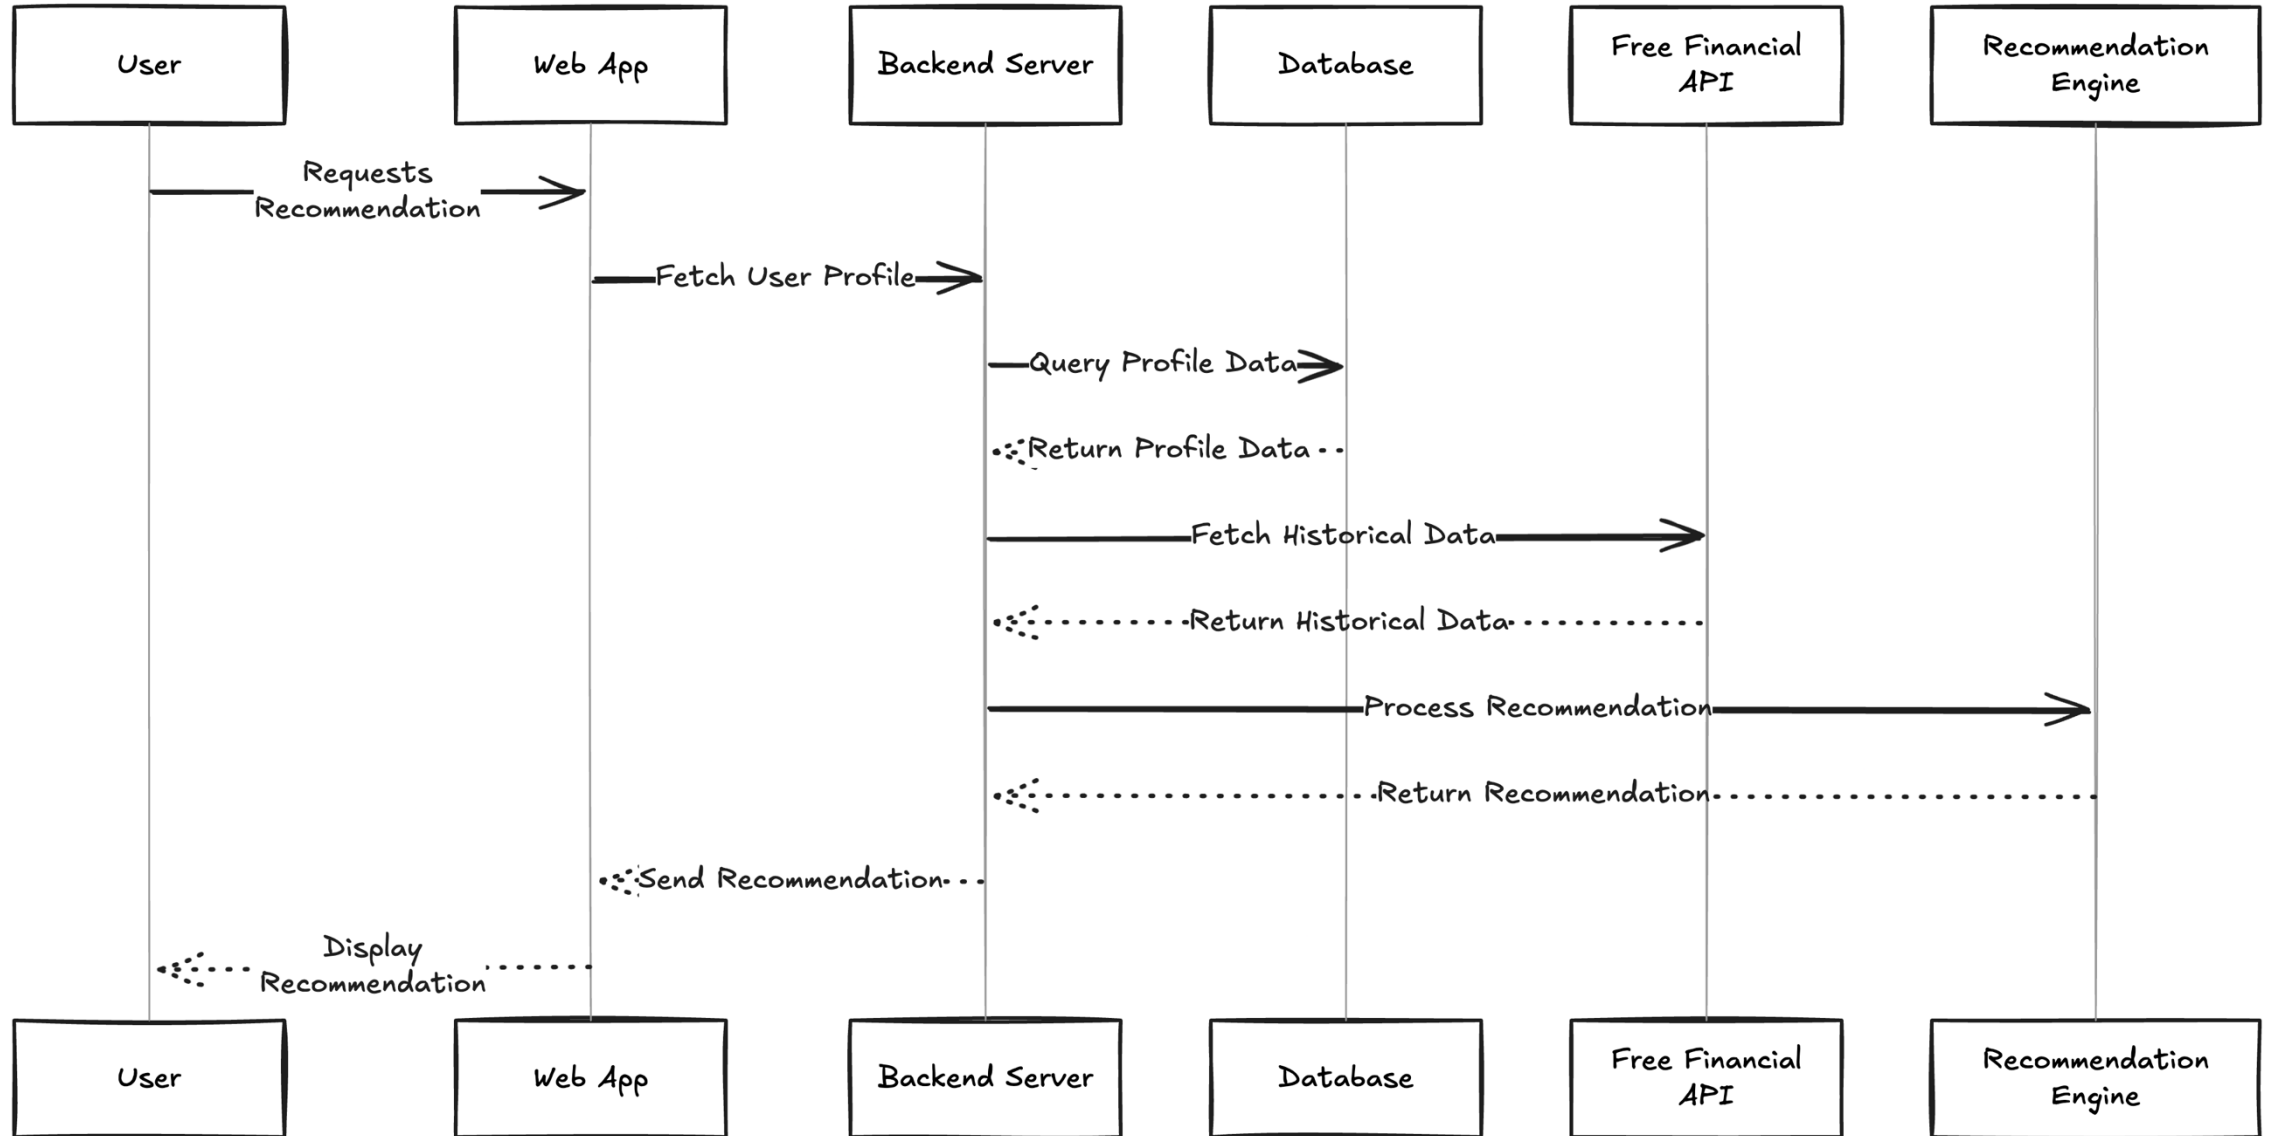 User
Web App
Backend Server
Database
Free Financial
API
Recommendation
Engine
Requests
Recommendation
Fetch User Profile
Query Profile Data
Return Profile Data
Fetch Historical Data
Return Historical Data
Process Recommendation
Return Recommendation
Send Recommendation
Display
Recommendation
User
Web App
Backend Server
Database
Free Financial
API
Recommendation
Engine